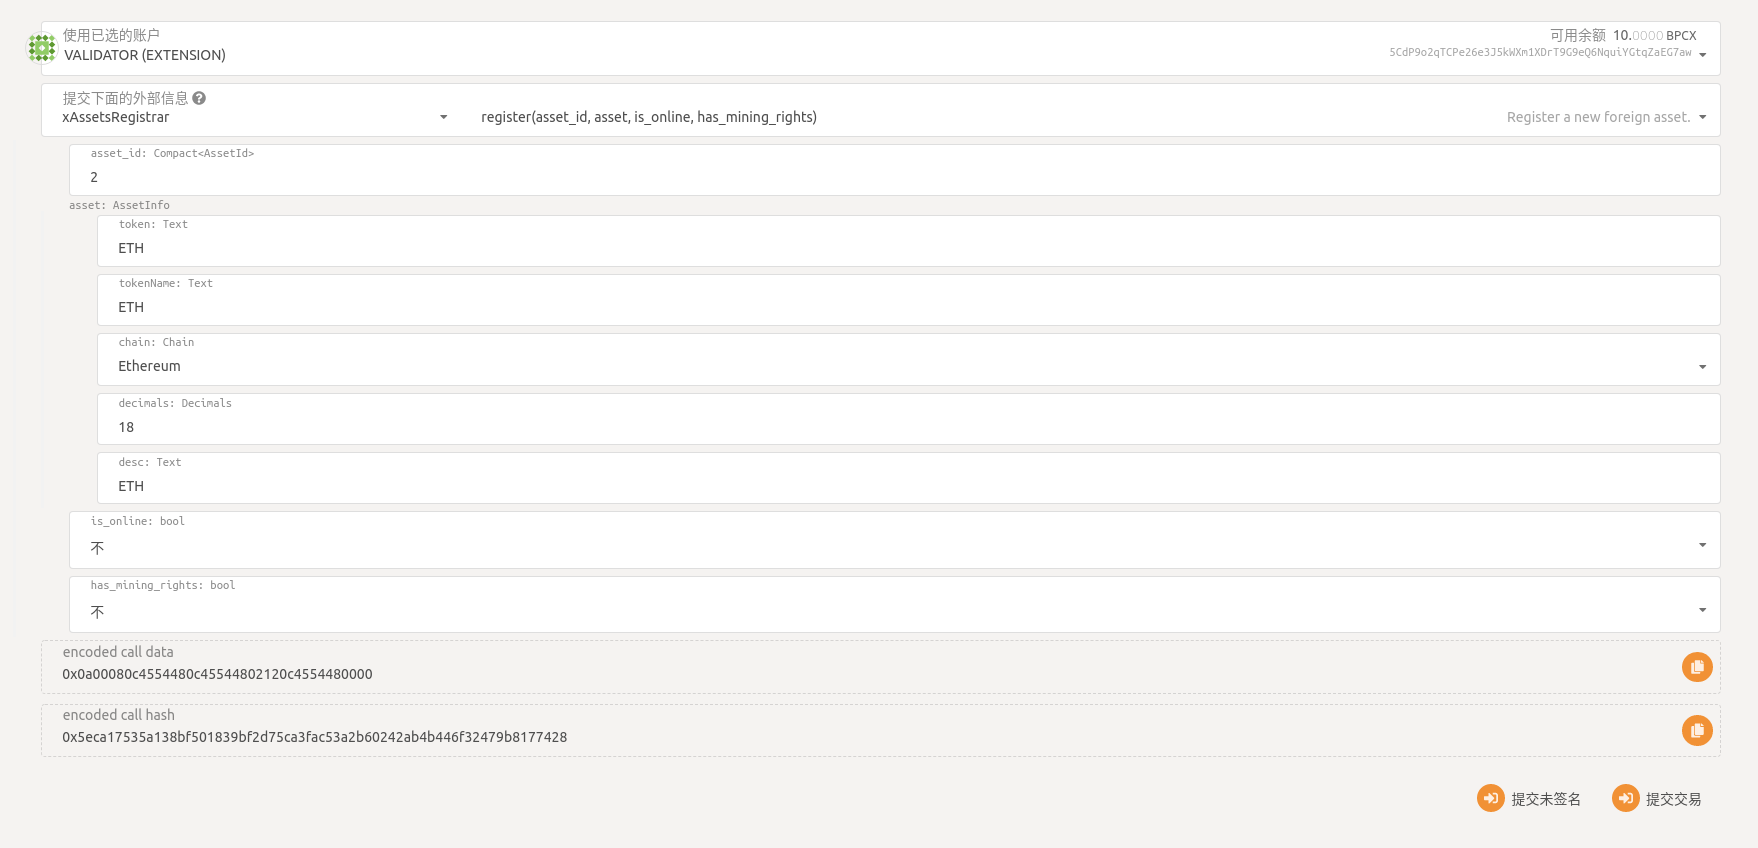 使用已选的账户
VALIDATOR (EXTENSION)
可用余额 10.0000 BPCX
5CdP9o2qTCPe26e3J5kWXm1XDrT9G9eQ6NquiYGtqZaEG7aw
提交下面的外部信息
xAssetsRegistrar
register(asset_id, asset, is_online, has_mining_rights)
Register a new foreign asset.
asset_id: Compact<AssetId>
2
asset: AssetInfo
token: Text
ETH
tokenName: Text
ETH
chain: Chain
Ethereum
decimals: Decimals
18
desc: Text
ETH
is_online: bool
不
has_mining_rights: bool
不
encoded call data
0x0a00080c4554480c45544802120c4554480000
encoded call hash
0x5eca17535a138bf501839bf2d75ca3fac53a2b60242ab4b446f32479b8177428
提交未签名
提交交易